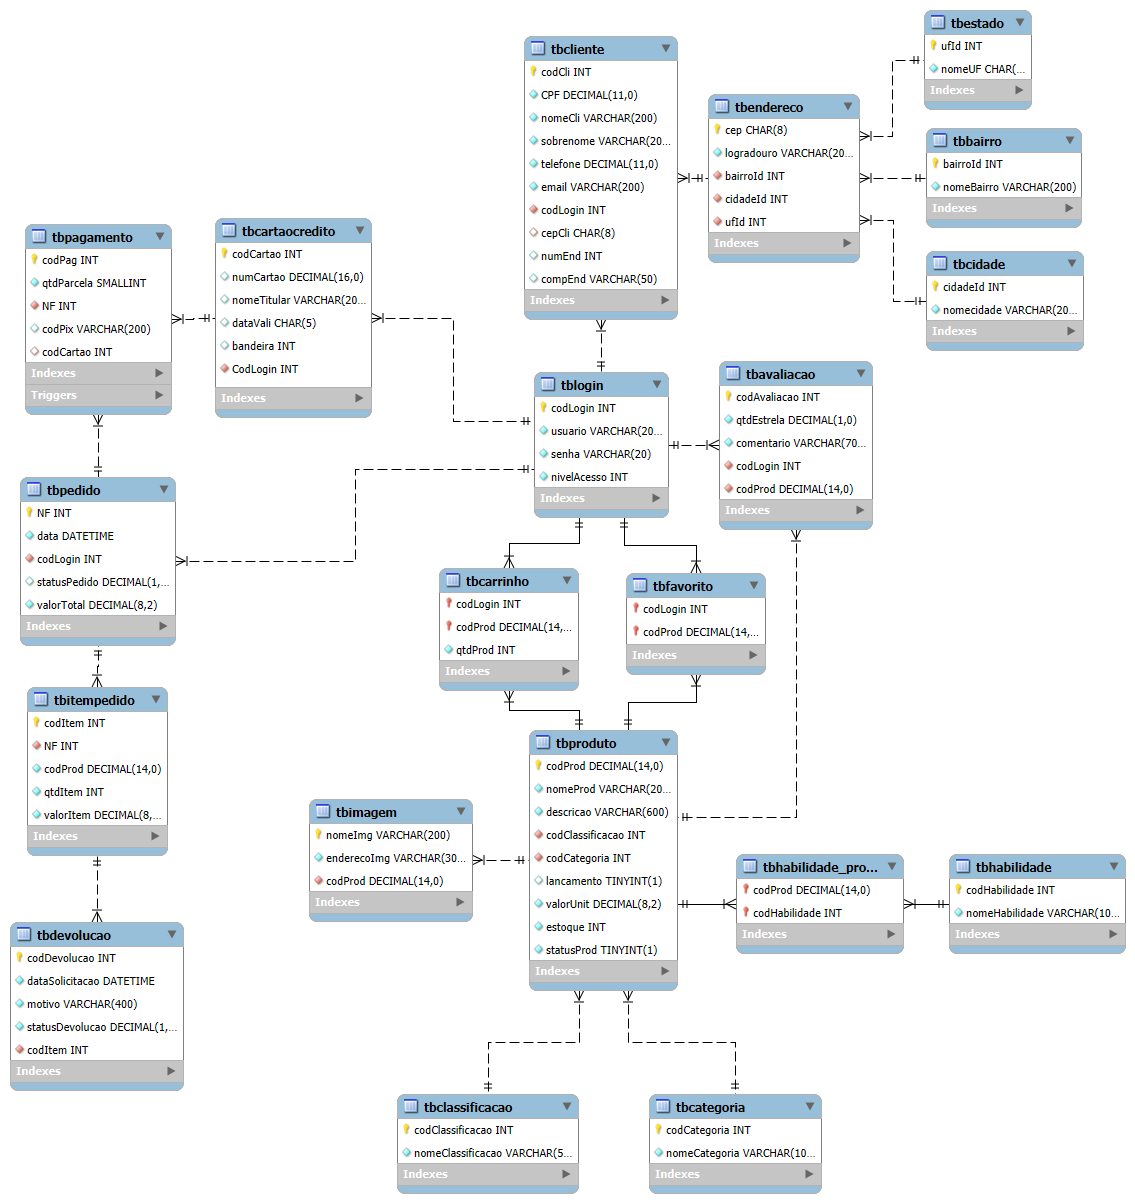 tbestado
ufId INT
nomeUF CHAR(...
Indexes
tbcliente
codCli INT
CPF DECIMAL(11,0)
nomeCli VARCHAR(200)
sobrenome VARCHAR(20...
telefone DECIMAL(11,0)
email VARCHAR(200)
codLogin INT
cepCli CHAR(8)
numEnd INT
compEnd VARCHAR(50)
Indexes
tbendereco
cep CHAR(8)
logradouro VARCHAR(20...
bairroId INT
cidadeId INT
ufId INT
Indexes
tbbairro
bairroId INT
nomeBairro VARCHAR(200)
Indexes
tbcidade
cidadeId INT
nomecidade VARCHAR(20...
Indexes
tbpagamento
codPag INT
qtdParcela SMALLINT
NF INT
codPix VARCHAR(200)
codCartao INT
Indexes
Triggers
tbcartaocredito
codCartao INT
numCartao DECIMAL(16,0)
nomeTitular VARCHAR(20...
dataVali CHAR(5)
bandeira INT
CodLogin INT
Indexes
tblogin
codLogin INT
usuario VARCHAR(20...
senha VARCHAR(20)
nivelAcesso INT
Indexes
tbavaliacao
codAvaliacao INT
qtdEstrela DECIMAL(1,0)
comentario VARCHAR(70...
codLogin INT
codProd DECIMAL(14,0)
Indexes
tbpedido
NF INT
data DATETIME
codLogin INT
statusPedido DECIMAL(1,...
valorTotal DECIMAL(8,2)
Indexes
tbcarrinho
codLogin INT
codProd DECIMAL(14,...
qtdProd INT
Indexes
tbfavorito
codLogin INT
codProd DECIMAL(14,...
Indexes
tbitempedido
codItem INT
NF INT
codProd DECIMAL(14,0)
qtdItem INT
valorItem DECIMAL(8,...
Indexes
tbproduto
codProd DECIMAL(14,0)
nomeProd VARCHAR(20...
descricao VARCHAR(600)
codClassificacao INT
codCategoria INT
lancamento TINYINT(1)
valorUnit DECIMAL(8,2)
estoque INT
statusProd TINYINT(1)
Indexes
tbimagem
nomeImg VARCHAR(200)
enderecoImg VARCHAR(30...
codProd DECIMAL(14,0)
Indexes
tbhabilidade_pro...
codProd DECIMAL(14,0)
codHabilidade INT
Indexes
tbhabilidade
codHabilidade INT
nomeHabilidade VARCHAR(10...
Indexes
tbdevolucao
codDevolucao INT
dataSolicitacao DATETIME
motivo VARCHAR(400)
statusDevolucao DECIMAL(1,...
codItem INT
Indexes
tbclassificacao
codClassificacao INT
nomeClassificacao VARCHAR(5...
Indexes
tbcategoria
codCategoria INT
nomeCategoria VARCHAR(10...
Indexes